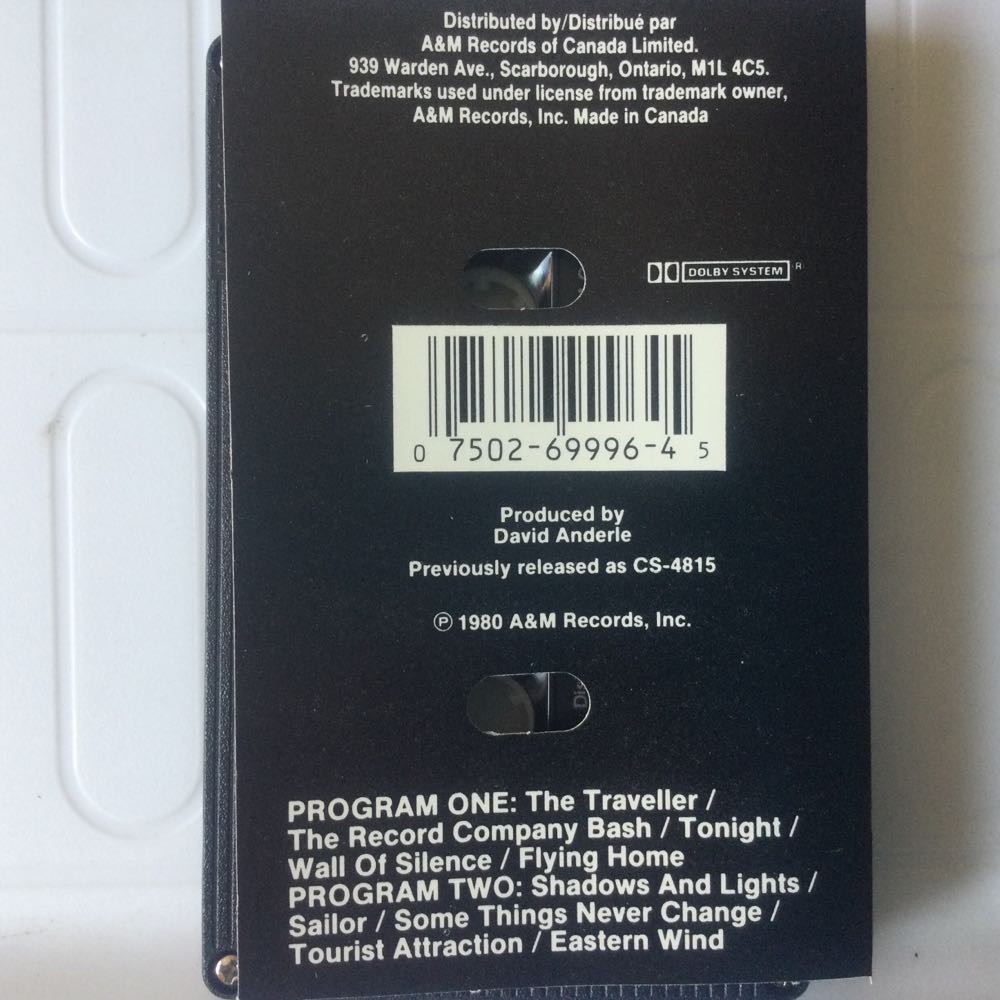 Distributed by/Distribué par
A&M Records of Canada Limited.
939 Warden Ave., Scarborough, Ontario, M1L 4C5.
Trademarks used under license from trademark owner,
A&M Records, Inc. Made in Canada
DOLBY SYSTEM R
0 7502-69996-4 5
Produced by
David Anderle
Previously released as CS-4815
℗ 1980 A&M Records, Inc.
Dis
PROGRAM ONE: The Traveller /
The Record Company Bash / Tonight /
Wall Of Silence / Flying Home
PROGRAM TWO: Shadows And Lights /
Sailor / Some Things Never Change /
Tourist Attraction / Eastern Wind